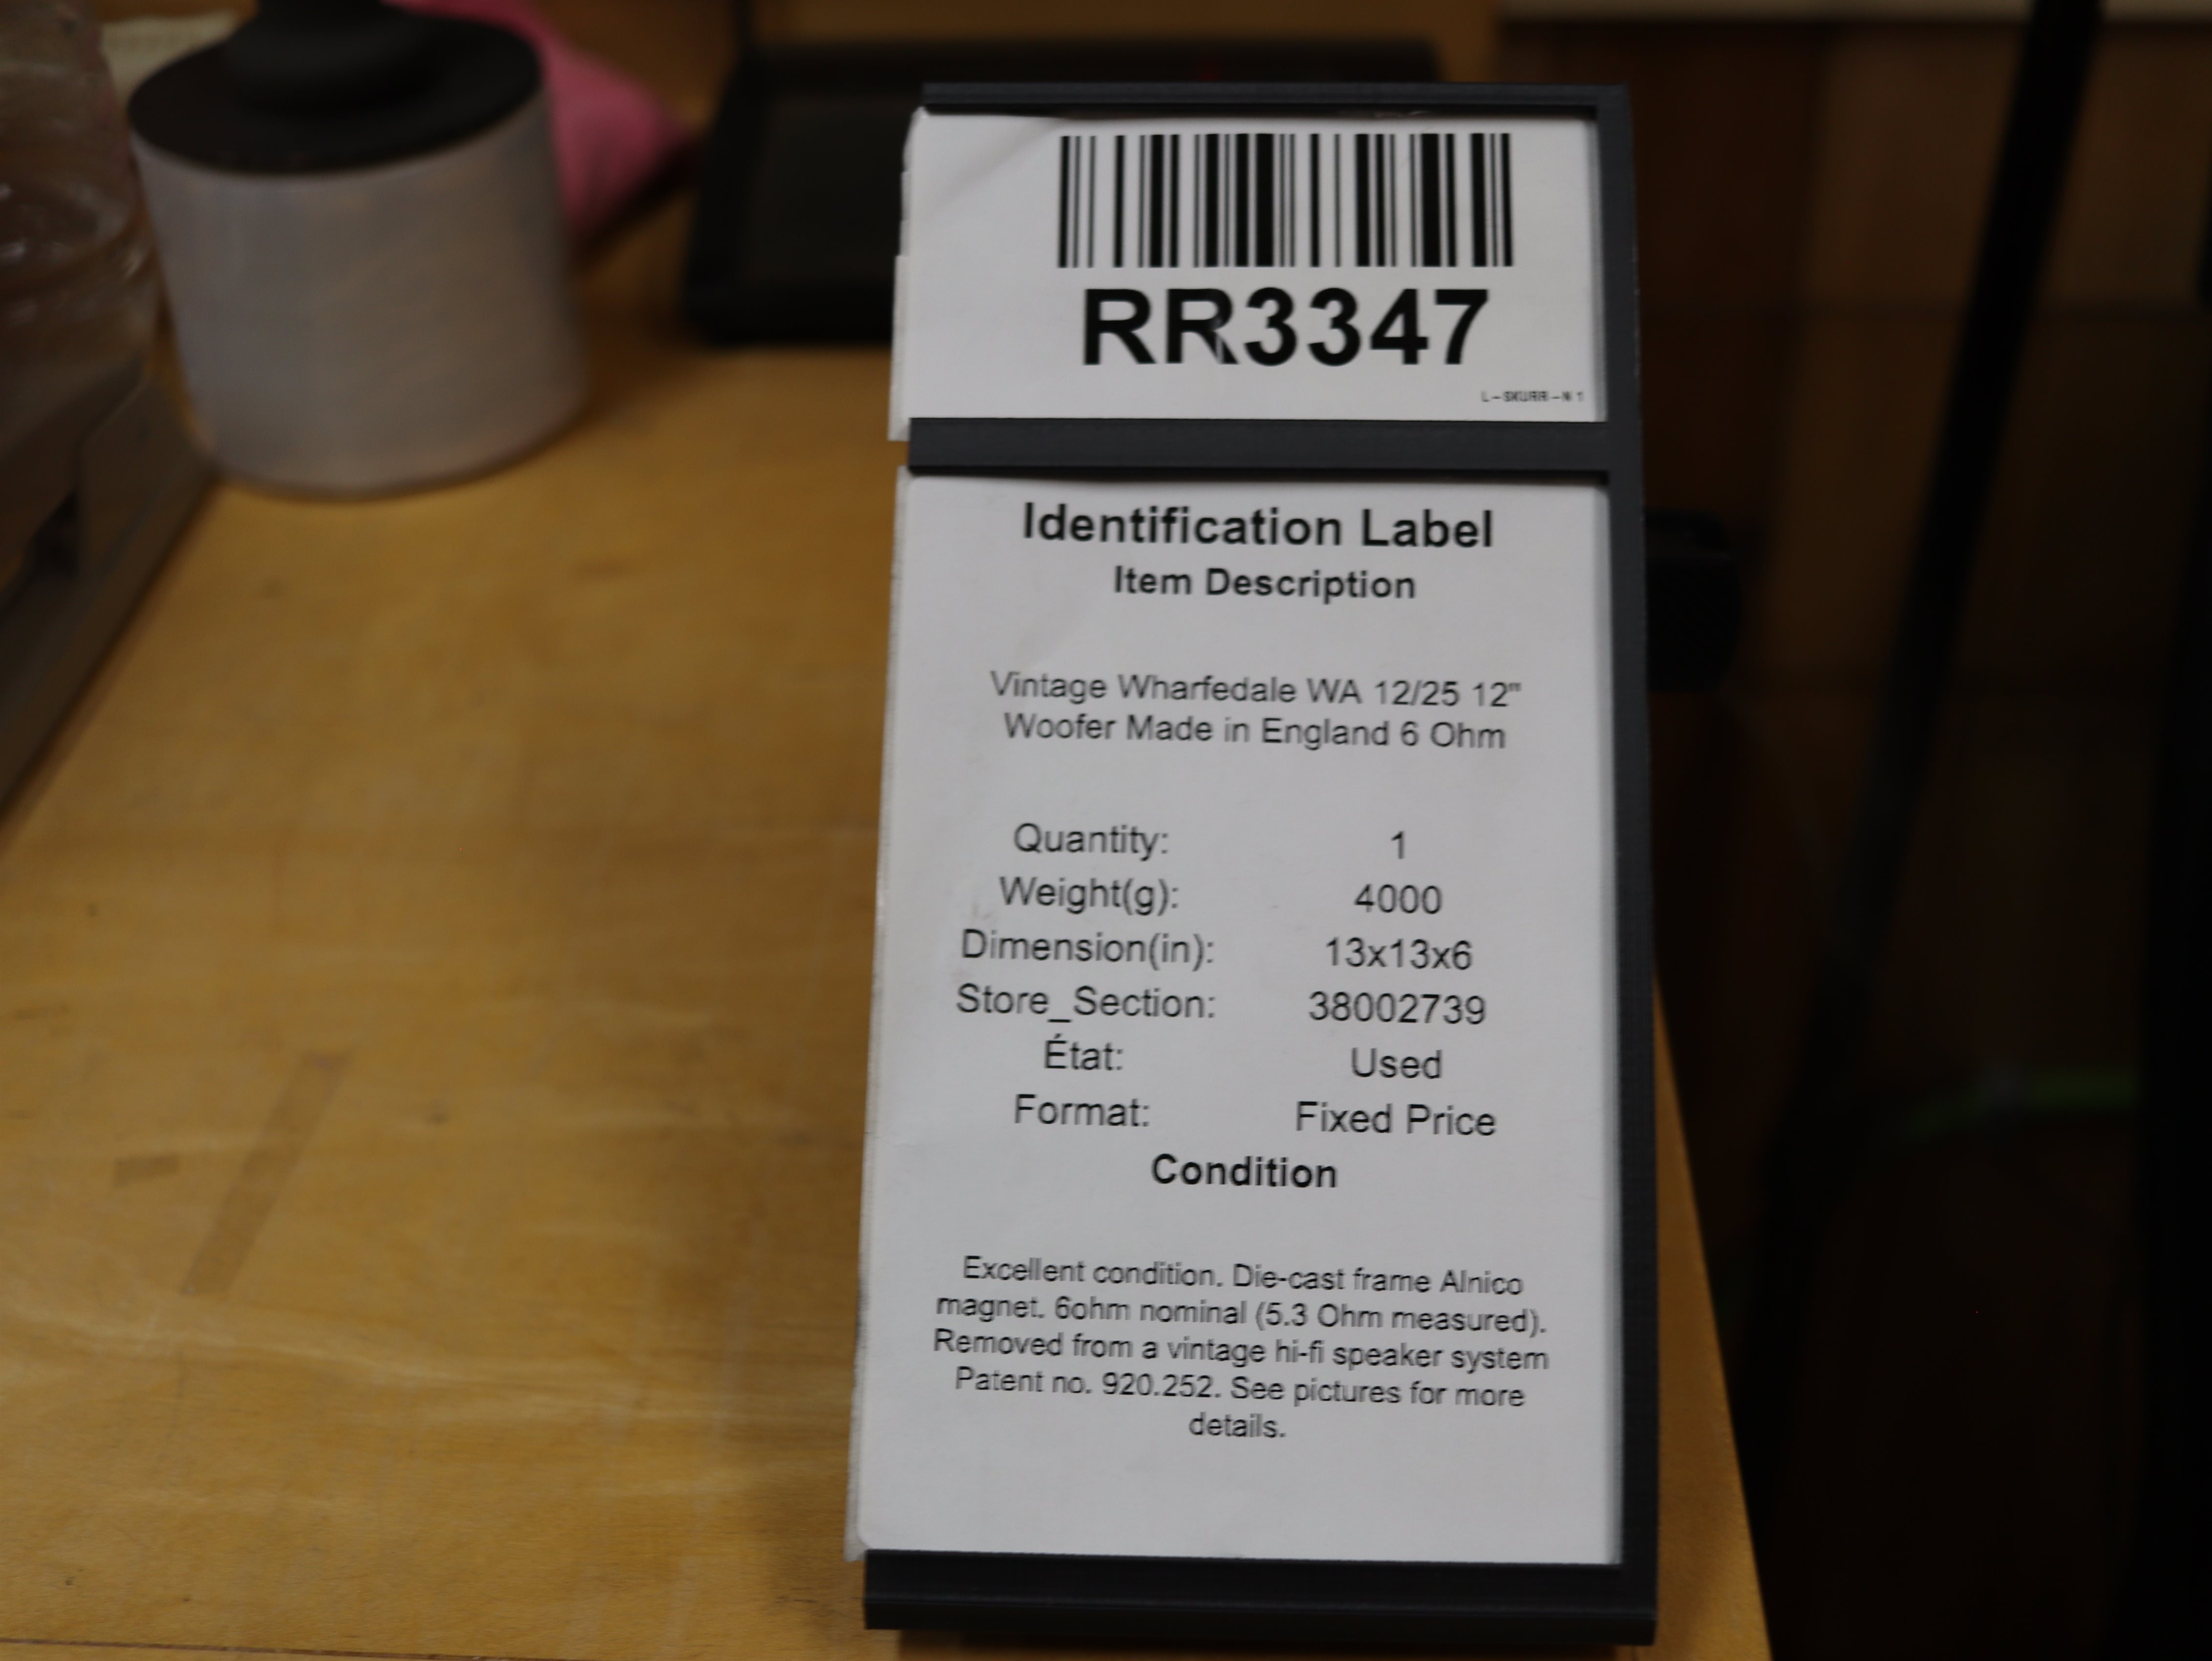 RR3347
L-SKURR-N 1
Identification Label
Item Description
Vintage Wharfedale WA 12/25 12"
Woofer Made in England 6 Ohm
Quantity: 1
Weight(g): 4000
Dimension(in): 13x13x6
Store_Section: 38002739
État: Used
Format: Fixed Price
Condition
Excellent condition. Die-cast frame Alnico
magnet. 6ohm nominal (5.3 Ohm measured).
Removed from a vintage hi-fi speaker system
Patent no. 920.252. See pictures for more
details.